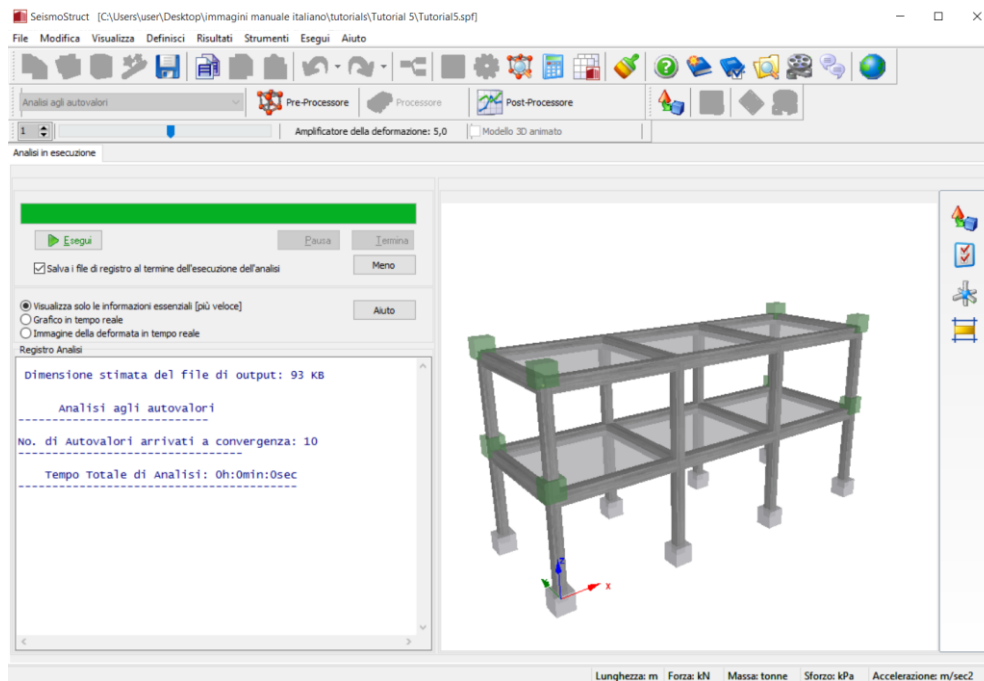 SeismoStruct [C:\Users\user\Desktop\immagini manuale italiano\tutorials\Tutorial 5\Tutorial5.spf]
File Modifica Visualizza Definisci Risultati Strumenti Esegui Aiuto
Analisi agli autovalori Pre-Processore Processore Post-Processore
1 Amplificatore della deformazione: 5,0 Modello 3D animato
Analisi in esecuzione
Esegui Pausa Termina
Salva i file di registro al termine dell'esecuzione dell'analisi Meno
Visualizza solo le informazioni essenziali [più veloce] Aiuto
Grafico in tempo reale
Immagine della deformata in tempo reale
Registro Analisi
Dimensione stimata del file di output: 93 KB
Analisi agli autovalori
-----------------------------
No. di Autovalori arrivati a convergenza: 10
----------------------------------
Tempo Totale di Analisi: 0h:0min:0sec
------------------------------------------
z
y
x
Lunghezza: m Forza: kN Massa: tonne Sforzo: kPa Accelerazione: m/sec2